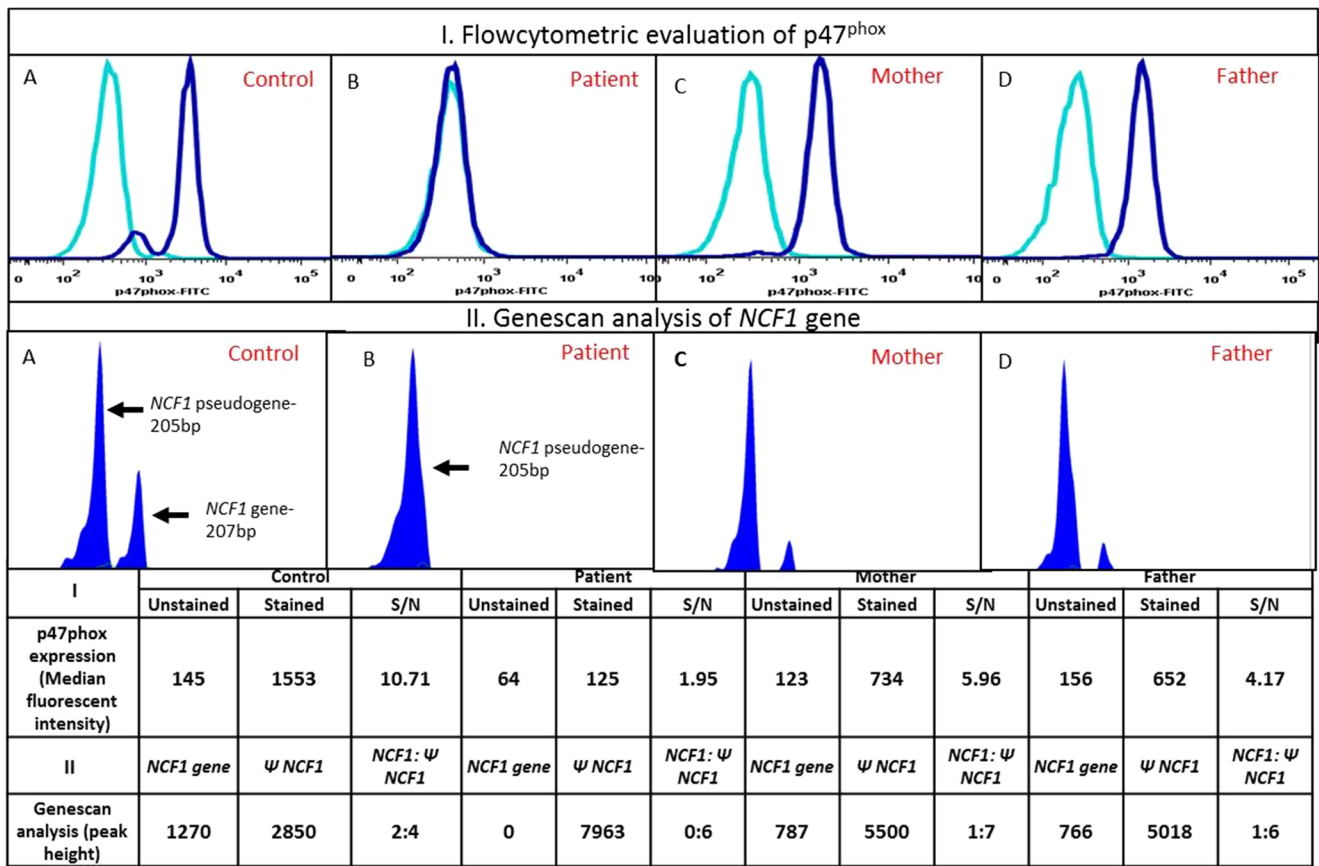 I. Flowcytometric evaluation of p47phox
A Control
B Patient
C Mother
D Father
0 10² 10³ 10⁴ 10⁵
p47phox-FITC
0 10² 10³ 10⁴ 10
p47phox-FITC
0 10² 10³ 10⁴ 10
p47phox-FITC
0 10² 10³ 10⁴ 10⁵
p47phox-FITC
II. Genescan analysis of NCF1 gene
A Control
NCF1 pseudogene-
205bp
NCF1 gene-
207bp
B Patient
NCF1 pseudogene-
205bp
C Mother
D Father
I Control Patient Mother Father
Unstained Stained S/N Unstained Stained S/N Unstained Stained S/N Unstained Stained S/N
p47phox
expression
(Median
fluorescent
intensity)
145 1553 10.71 64 125 1.95 123 734 5.96 156 652 4.17
II NCF1 gene Ψ NCF1 NCF1: Ψ NCF1 NCF1 gene Ψ NCF1 NCF1: Ψ NCF1 NCF1 gene Ψ NCF1 NCF1: Ψ NCF1 NCF1 gene Ψ NCF1 NCF1: Ψ NCF1
Genescan
analysis (peak
height)
1270 2850 2:4 0 7963 0:6 787 5500 1:7 766 5018 1:6